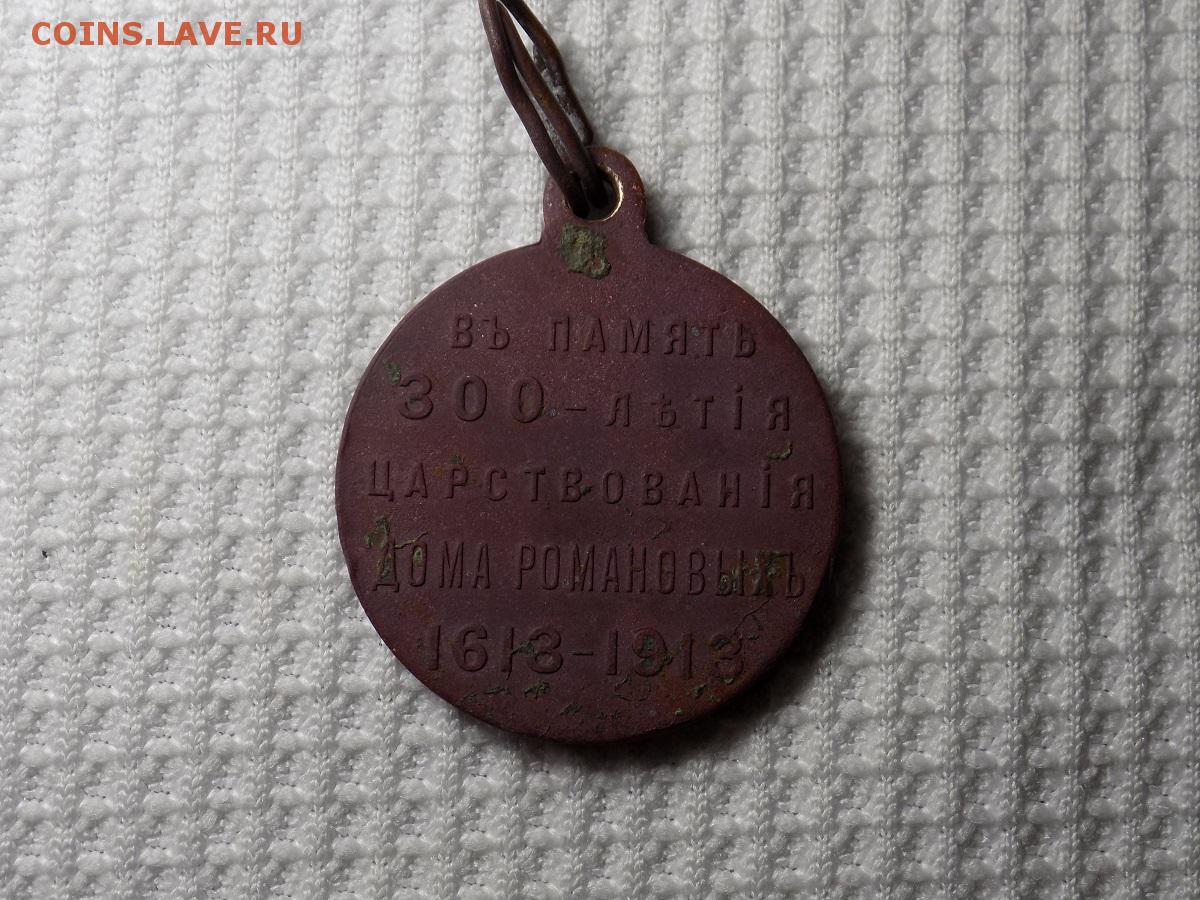 COINS.LAVE.RU
ВЪ ПАМЯТЬ
300-ЛѢТІЯ
ЦАРСТВОВАНІЯ
ДОМА РОМАНОВЫХЪ
1613-1913